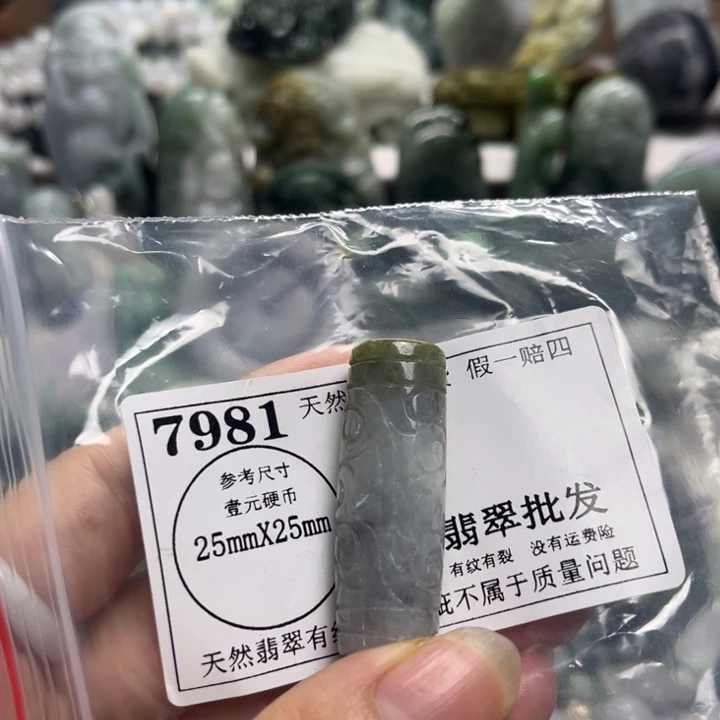 7981 天然 假一赔四
参考尺寸
壹元硬币
25mmX25mm
翡翠批发
有纹有裂 没有运费险
天然翡翠有纹 疵不属于质量问题